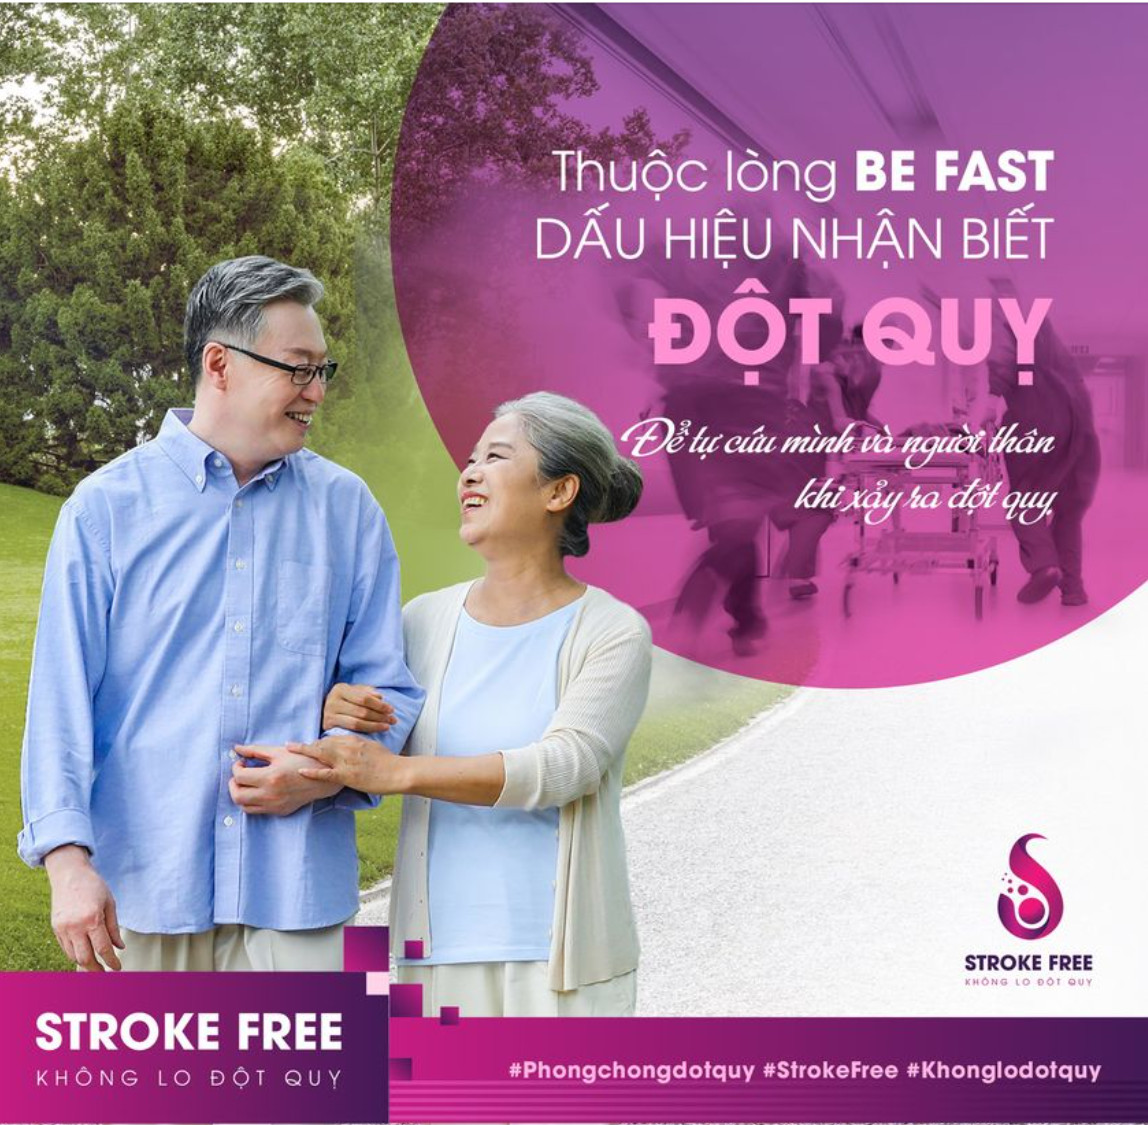 Thuộc lòng BE FAST
DẤU HIỆU NHẬN BIẾT
ĐỘT QUỴ
Để tự cứu mình và người thân
khi xảy ra đột quỵ
STROKE FREE
KHÔNG LO ĐỘT QUỴ
STROKE FREE
KHÔNG LO ĐỘT QUỴ
#Phongchongdotquy #StrokeFree #Khonglodotquy